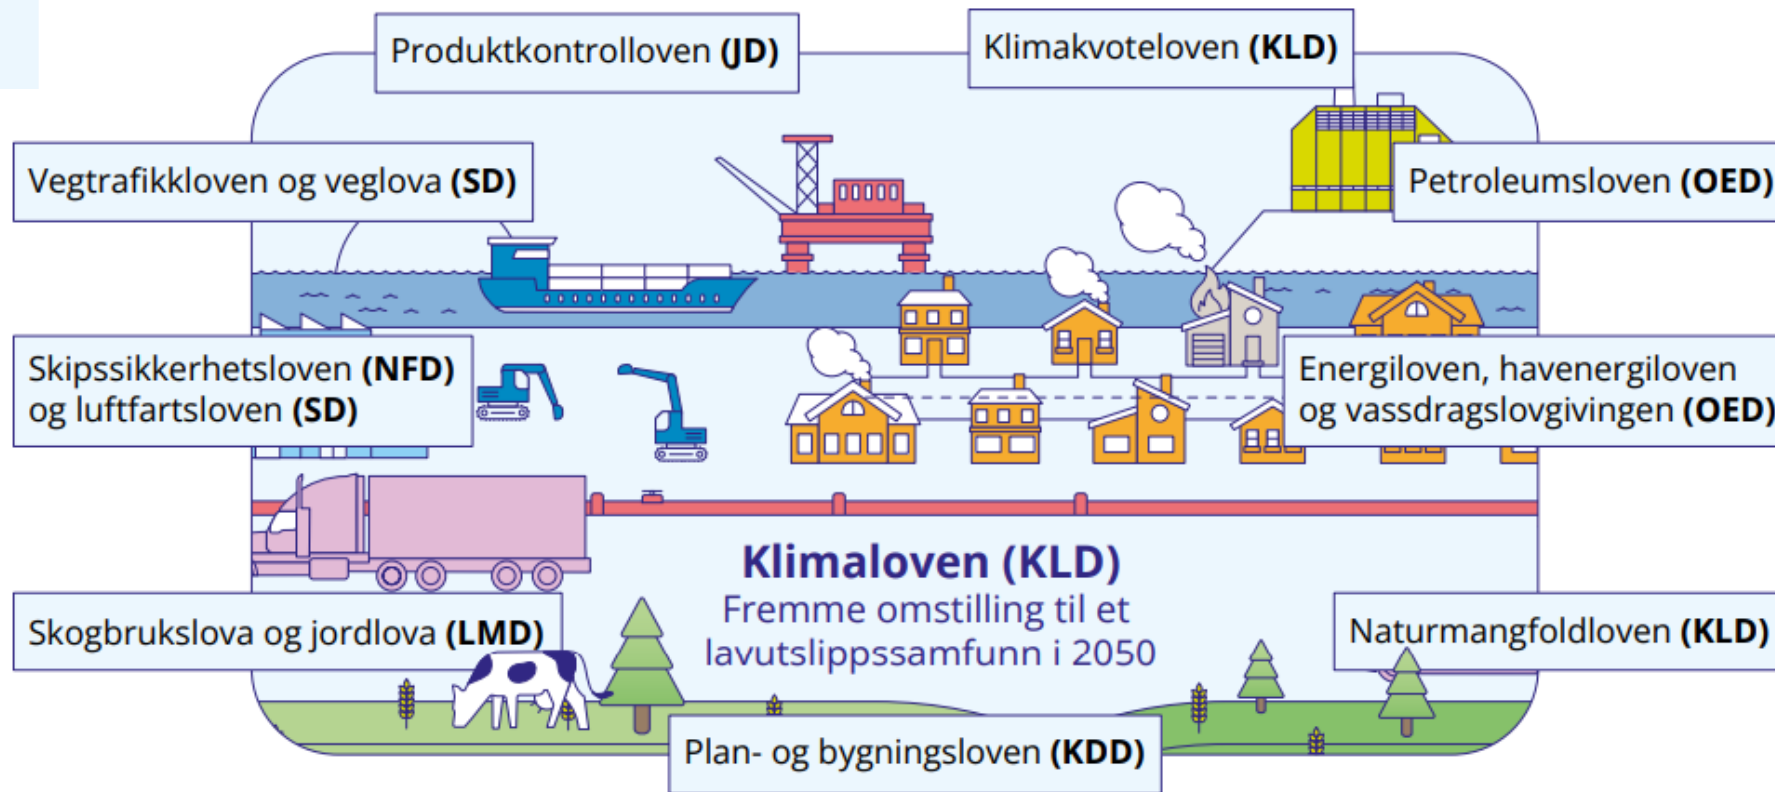 Produktkontrolloven (JD)
Klimakvoteloven (KLD)
Vegtrafikkloven og veglova (SD)
Petroleumsloven (OED)
Skipssikkerhetsloven (NFD)
og luftfartsloven (SD)
Energiloven, havenergiloven
og vassdragslovgivingen (OED)
Klimaloven (KLD)
Fremme omstilling til et
lavutslippssamfunn i 2050
Skogbrukslova og jordlova (LMD)
Naturmangfoldloven (KLD)
Plan- og bygningsloven (KDD)